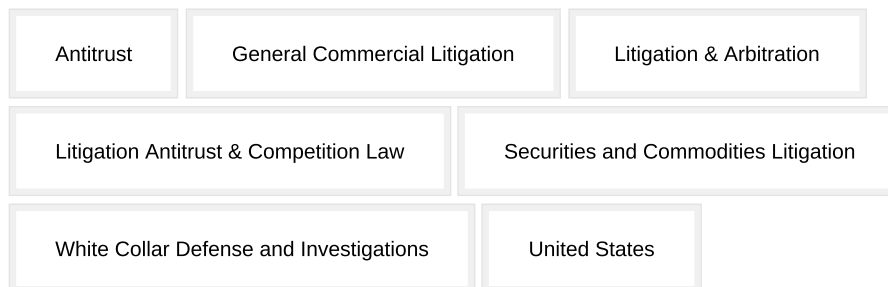 Antitrust General Commercial Litigation Litigation & Arbitration
Litigation Antitrust & Competition Law Securities and Commodities Litigation
White Collar Defense and Investigations United States